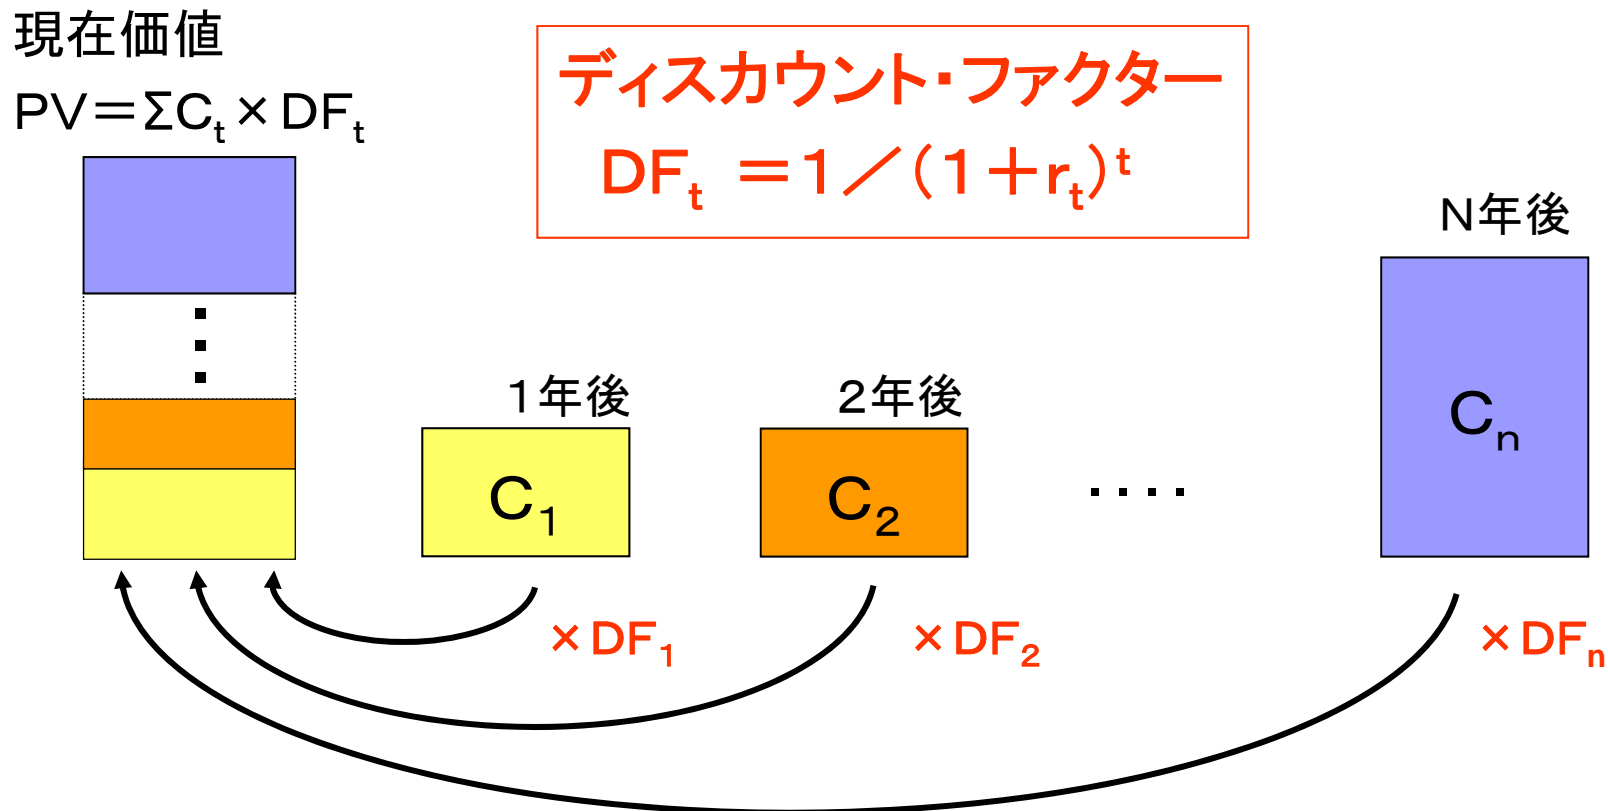 現在価値
PV=ΣCt×DFt
ディスカウント・ファクター
DFt =1/(1+rt)t
N年後
1年後
2年後
Cn
C1
C2
‥‥
×DF1
×DF2
×DFn